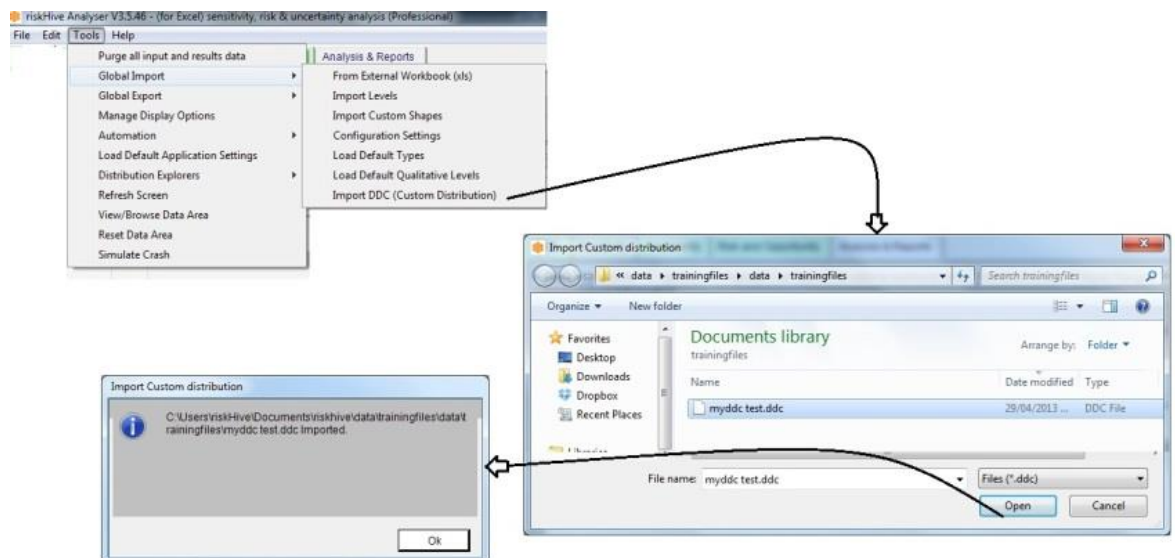 riskHive Analyser V3.5.46 - (for Excel) sensitivity, risk & uncertainty analysis (Professional)
File Edit Tools Help
Purge all input and results data
Global Import
Global Export
Manage Display Options
Automation
Load Default Application Settings
Distribution Explorers
Refresh Screen
View/Browse Data Area
Reset Data Area
Simulate Crash
Analysis & Reports
From External Workbook (xls)
Import Levels
Import Custom Shapes
Configuration Settings
Load Default Types
Load Default Qualitative Levels
Import DDC (Custom Distribution)
Import Custom distribution
« data ▸ trainingfiles ▸ data ▸ trainingfiles
Search trainingfiles
Organize New folder
Favorites
Desktop
Downloads
Dropbox
Recent Places
Documents library
trainingfiles
Arrange by: Folder
Name Date modified Type
myddc test.ddc 29/04/2013 ... DDC File
File name: myddc test.ddc Files (*.ddc)
Open Cancel
Import Custom distribution
C:\Users\riskHive\Documents\riskhive\data\trainingfiles\data\t
rainingfiles\myddc test.ddc Imported.
Ok